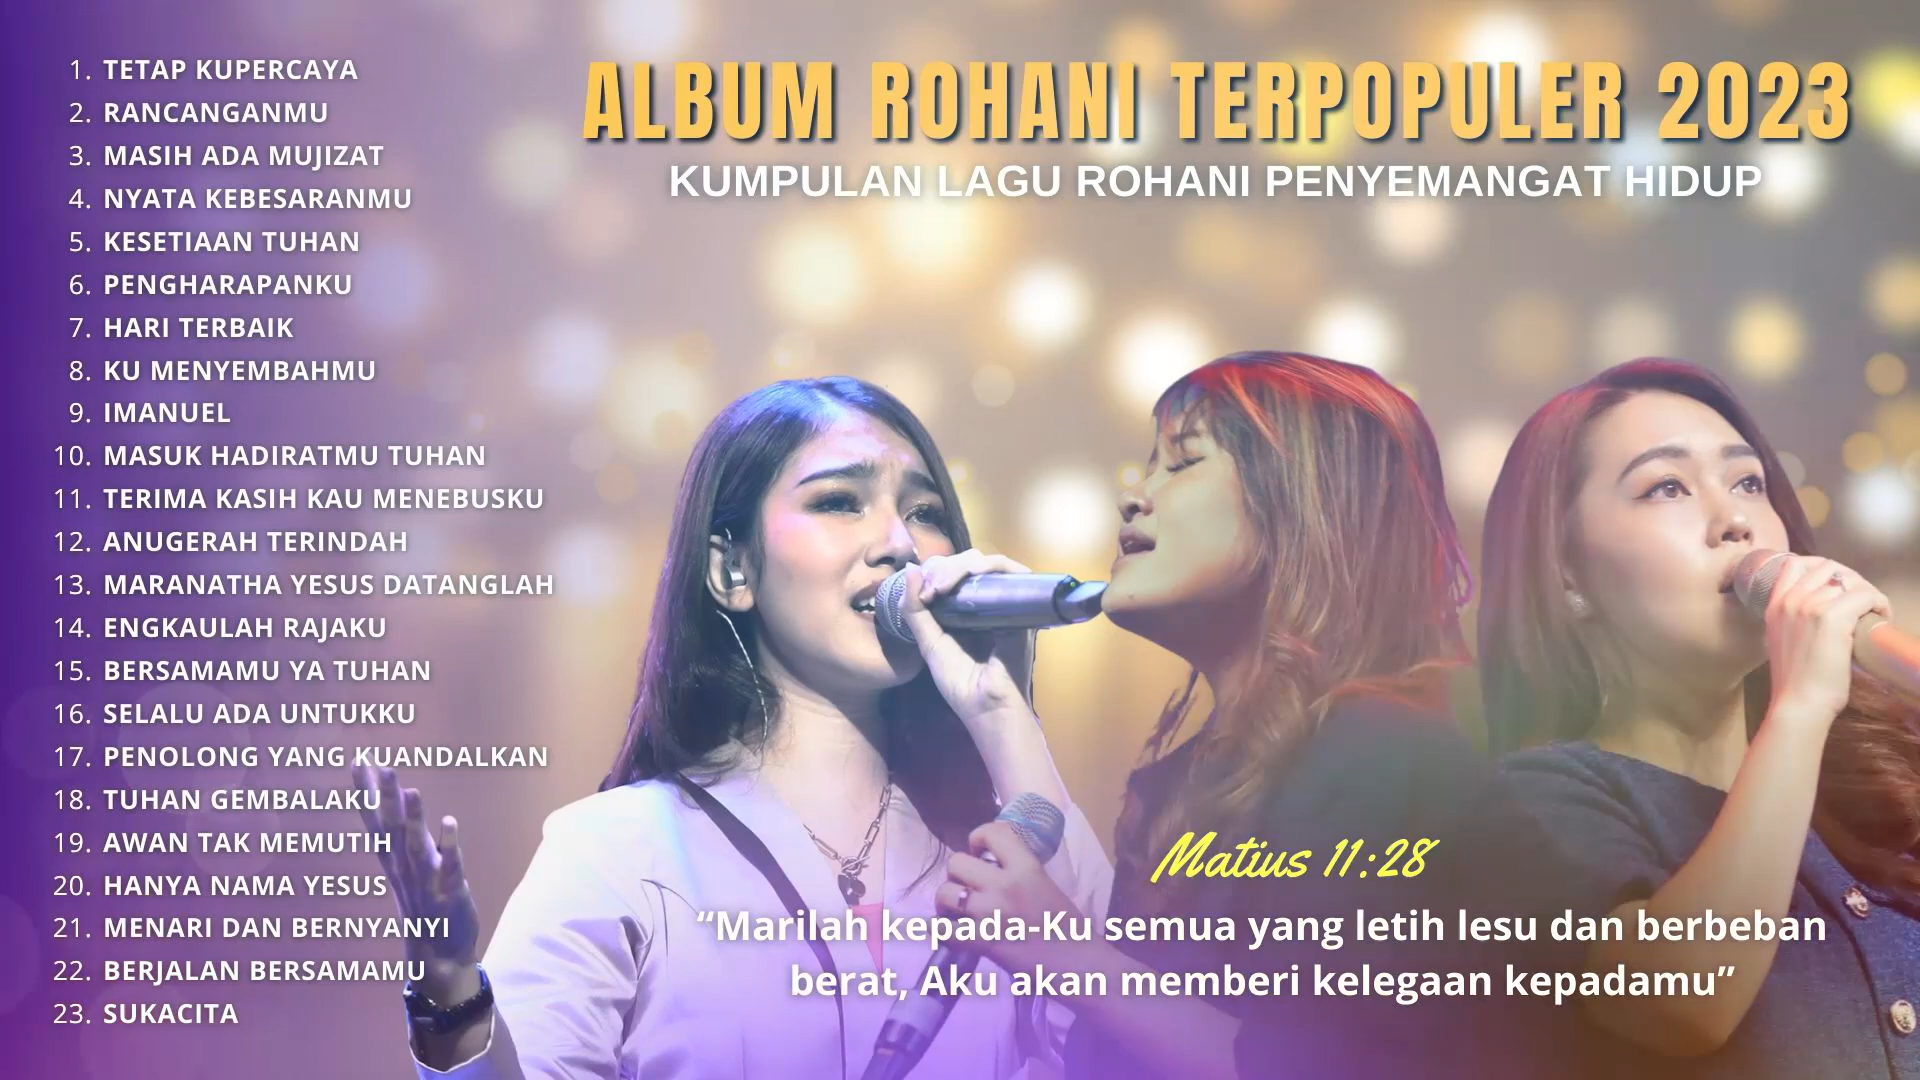 1. TETAP KUPERCAYA
2. RANCANGANMU
3. MASIH ADA MUJIZAT
4. NYATA KEBESARANMU
5. KESETIAAN TUHAN
6. PENGHARAPANKU
7. HARI TERBAIK
8. KU MENYEMBAHMU
9. IMANUEL
10. MASUK HADIRATMU TUHAN
11. TERIMA KASIH KAU MENEBUSKU
12. ANUGERAH TERINDAH
13. MARANATHA YESUS DATANGLAH
14. ENGKAULAH RAJAKU
15. BERSAMAMU YA TUHAN
16. SELALU ADA UNTUKKU
17. PENOLONG YANG KUANDALKAN
18. TUHAN GEMBALAKU
19. AWAN TAK MEMUTIH
20. HANYA NAMA YESUS
21. MENARI DAN BERNYANYI
22. BERJALAN BERSAMAMU
23. SUKACITA
ALBUM ROHANI TERPOPULER 2023
KUMPULAN LAGU ROHANI PENYEMANGAT HIDUP
Matius 11:28
“Marilah kepada-Ku semua yang letih lesu dan berbeban
berat, Aku akan memberi kelegaan kepadamu”